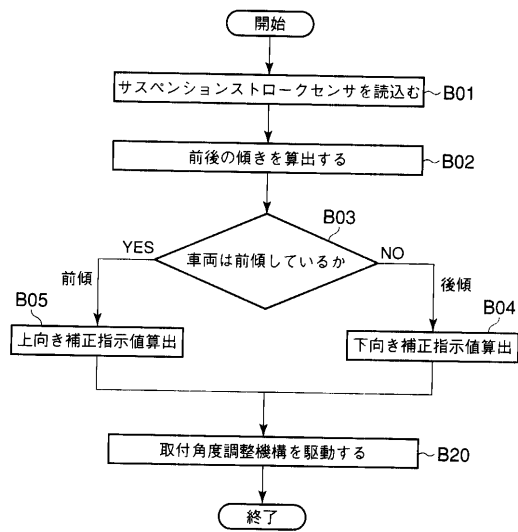 開始
サスペンションストロークセンサを読込む
B01
前後の傾きを算出する
B02
B03
車両は前傾しているか
YES
NO
前傾
後傾
B05
B04
上向き補正指示値算出
下向き補正指示値算出
取付角度調整機構を駆動する
B20
終了